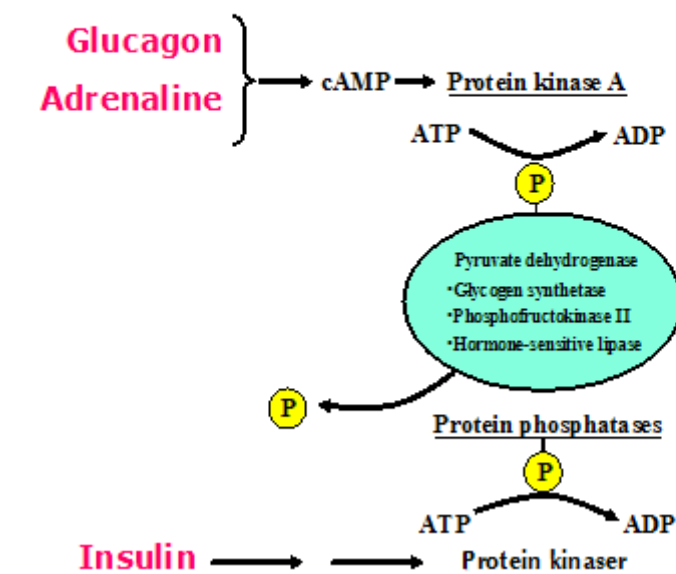 Glucagon
Adrenaline
cAMP
Protein kinase A
ATP
ADP
P
Pyruvate dehydrogenase
•Glycogen synthetase
•Phosphofructokinase II
•Hormone-sensitive lipase
P
Protein phosphatases
P
ATP
ADP
Insulin
Protein kinaser